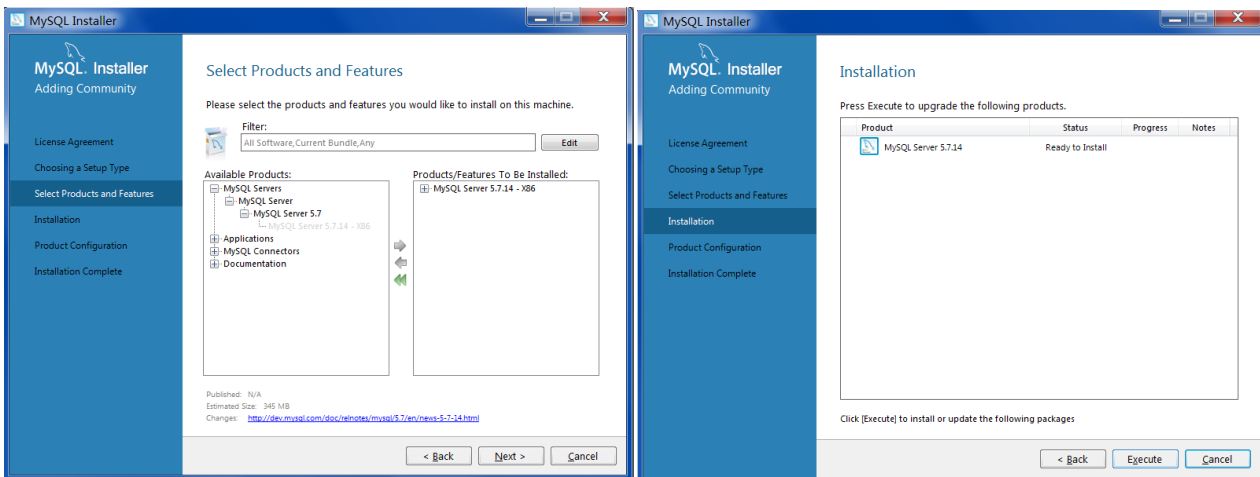 MySQL Installer
MySQL. Installer
Adding Community
License Agreement
Choosing a Setup Type
Select Products and Features
Installation
Product Configuration
Installation Complete
Select Products and Features
Please select the products and features you would like to install on this machine.
Filter:
All Software,Current Bundle,Any
Edit
Available Products:
MySQL Servers
MySQL Server
MySQL Server 5.7
MySQL Server 5.7.14 - X86
Applications
MySQL Connectors
Documentation
Products/Features To Be Installed:
MySQL Server 5.7.14 - X86
Published: N/A
Estimated Size: 345 MB
Changes: http://dev.mysql.com/doc/relnotes/mysql/5.7/en/news-5-7-14.html
< Back Next > Cancel
MySQL Installer
MySQL. Installer
Adding Community
License Agreement
Choosing a Setup Type
Select Products and Features
Installation
Product Configuration
Installation Complete
Installation
Press Execute to upgrade the following products.
Product Status Progress Notes
MySQL Server 5.7.14 Ready to Install
Click [Execute] to install or update the following packages
< Back Execute Cancel